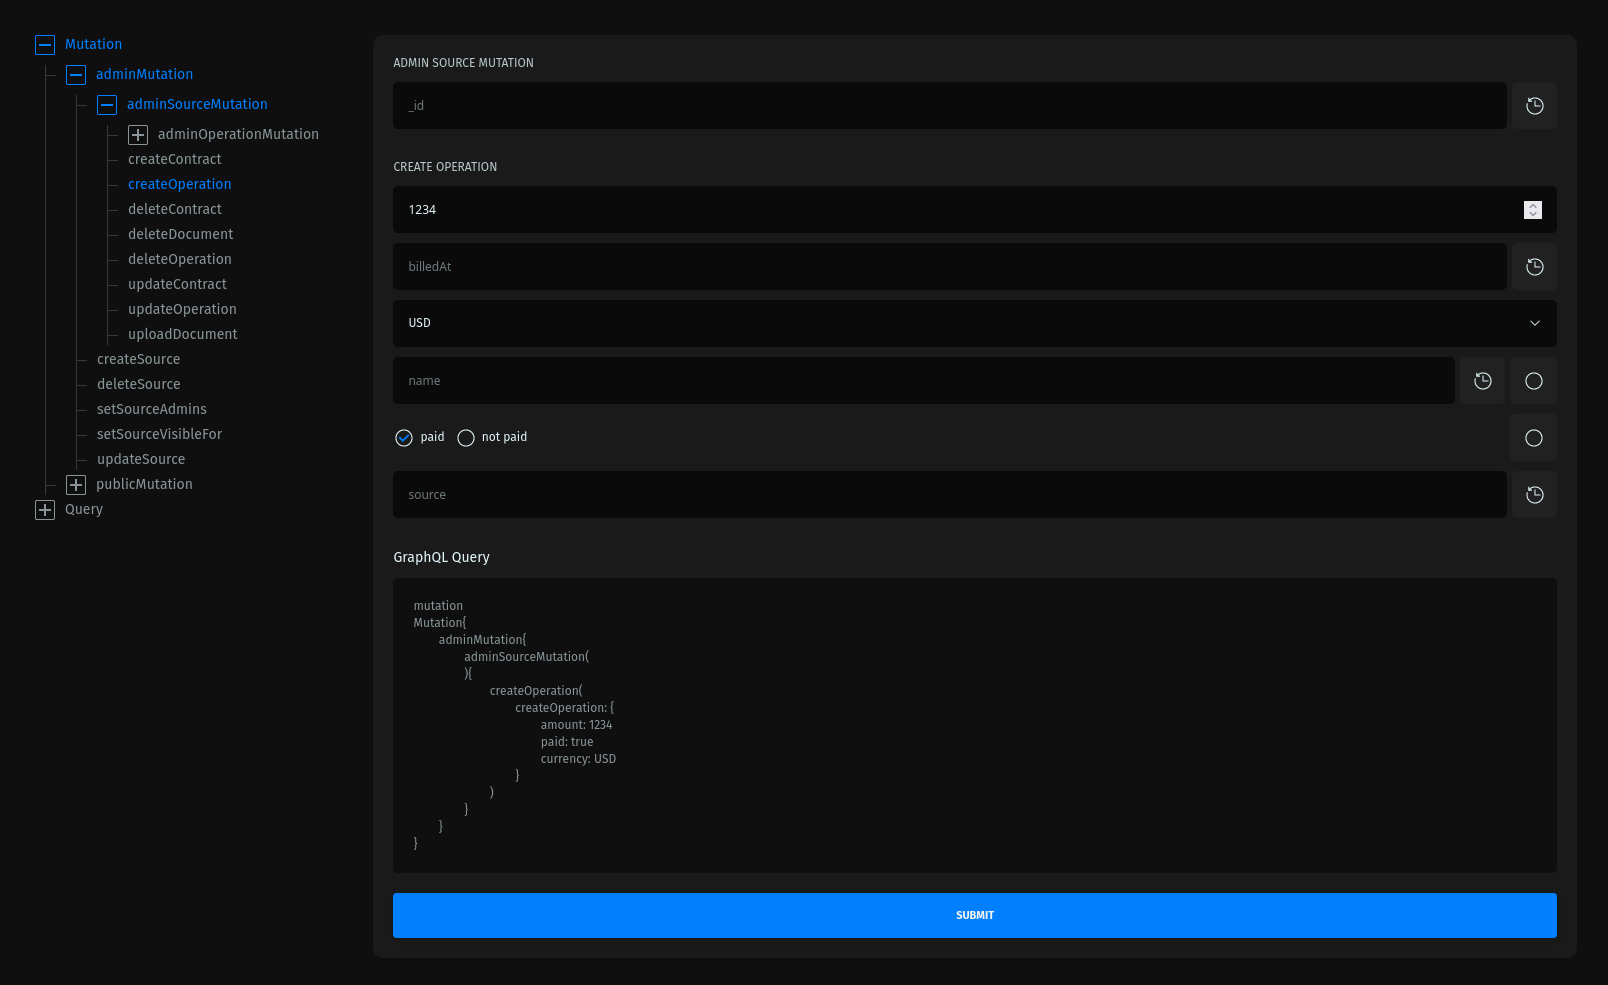 Mutation
adminMutation
adminSourceMutation
adminOperationMutation
createContract
createOperation
deleteContract
deleteDocument
deleteOperation
updateContract
updateOperation
uploadDocument
createSource
deleteSource
setSourceAdmins
setSourceVisibleFor
updateSource
publicMutation
Query
ADMIN SOURCE MUTATION
_id
CREATE OPERATION
1234
billedAt
USD
name
paid not paid
source
GraphQL Query
mutation
Mutation{
adminMutation{
adminSourceMutation(
){
createOperation(
createOperation: {
amount: 1234
paid: true
currency: USD
}
)
}
}
}
SUBMIT